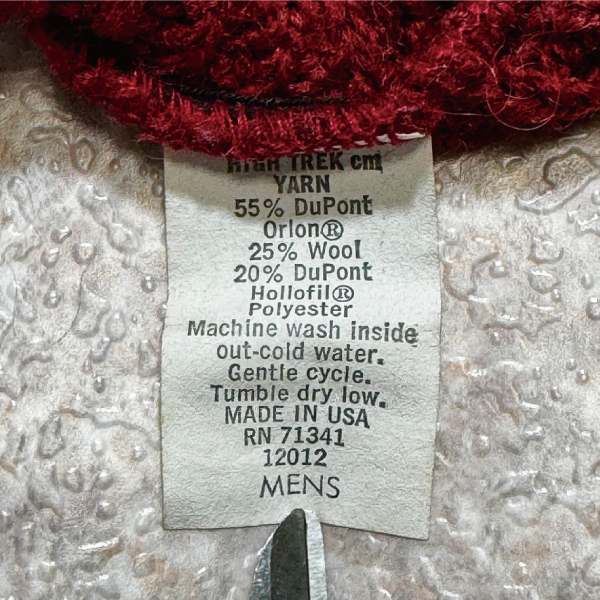 HIGH TREK cm
YARN
55% DuPont
Orlon®
25% Wool
20% DuPont
Hollofil®
Polyester
Machine wash inside
out-cold water.
Gentle cycle.
Tumble dry low.
MADE IN USA
RN 71341
12012
MENS